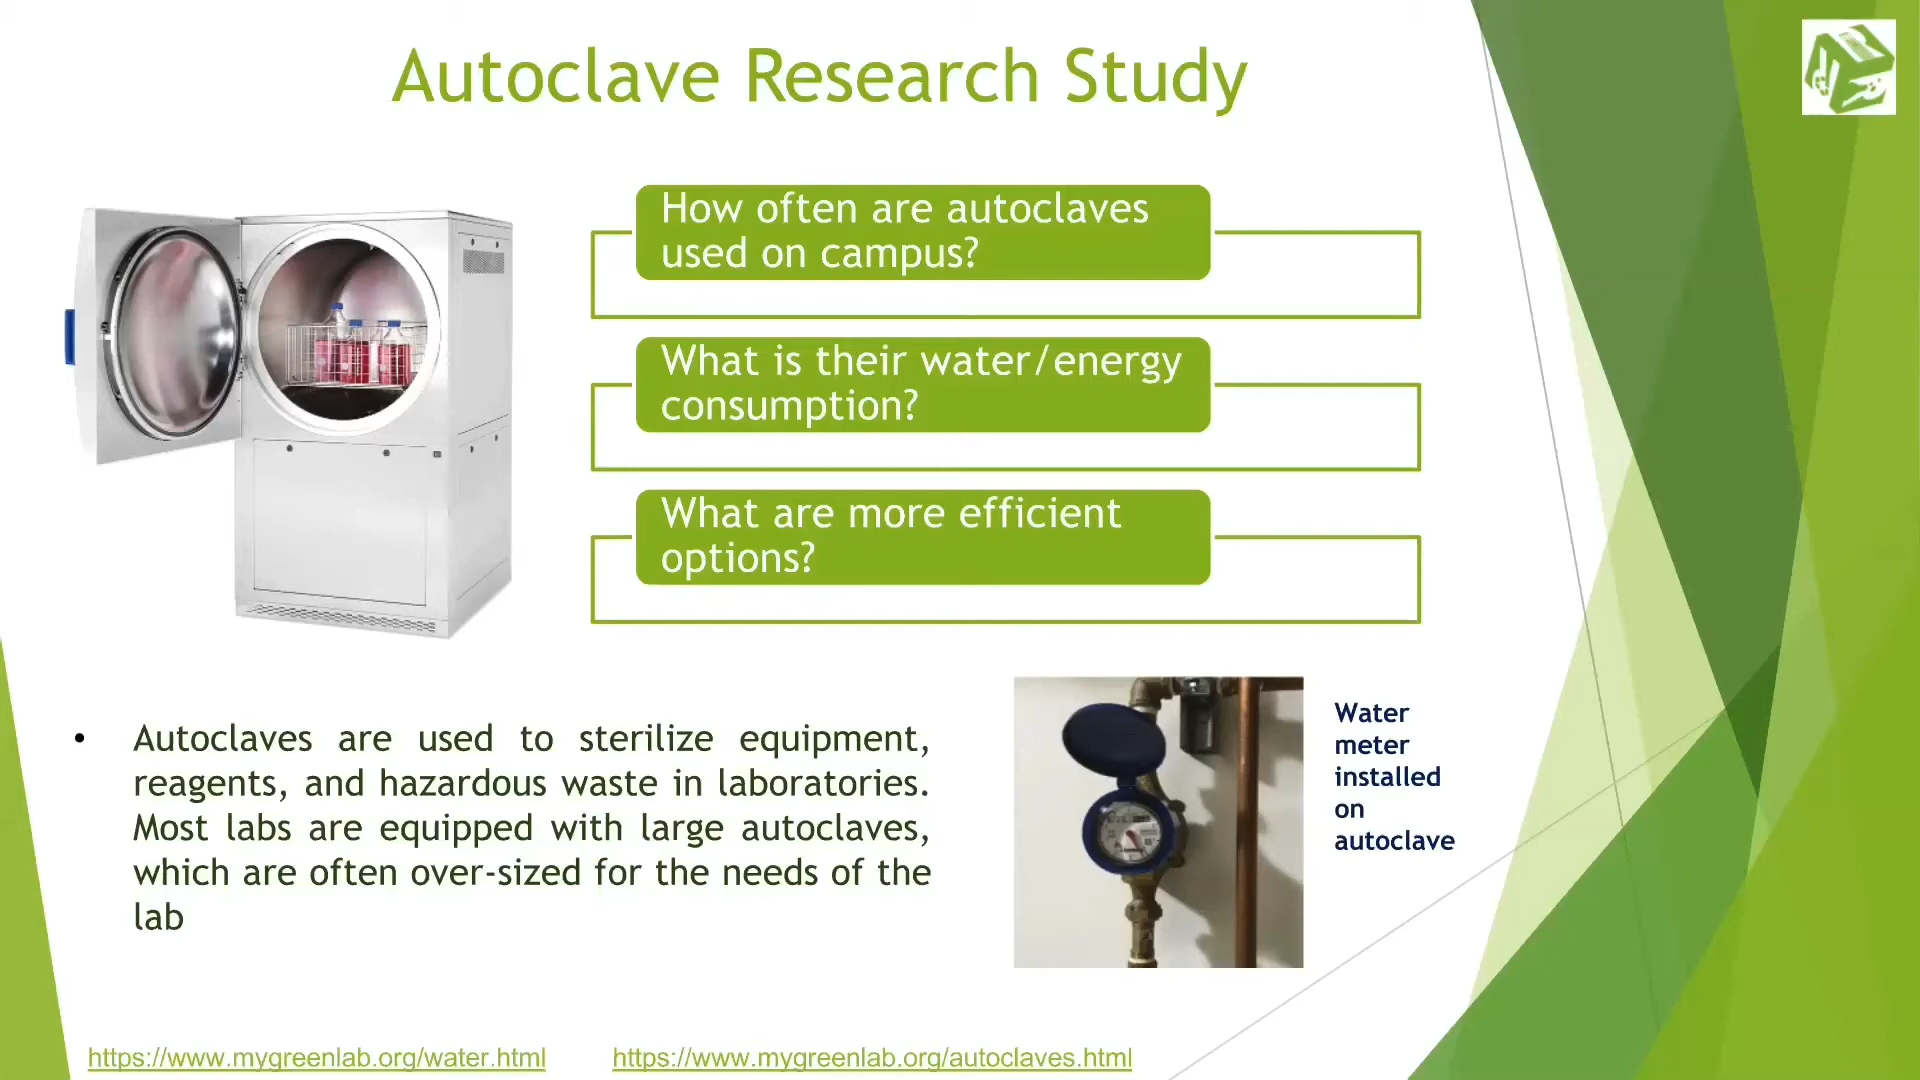 Autoclave Research Study
How often are autoclaves
used on campus?
What is their water/energy
consumption?
What are more efficient
options?
• Autoclaves are used to sterilize equipment,
reagents, and hazardous waste in laboratories.
Most labs are equipped with large autoclaves,
which are often over-sized for the needs of the
lab
Water
meter
installed
on
autoclave
https://www.mygreenlab.org/water.html
https://www.mygreenlab.org/autoclaves.html